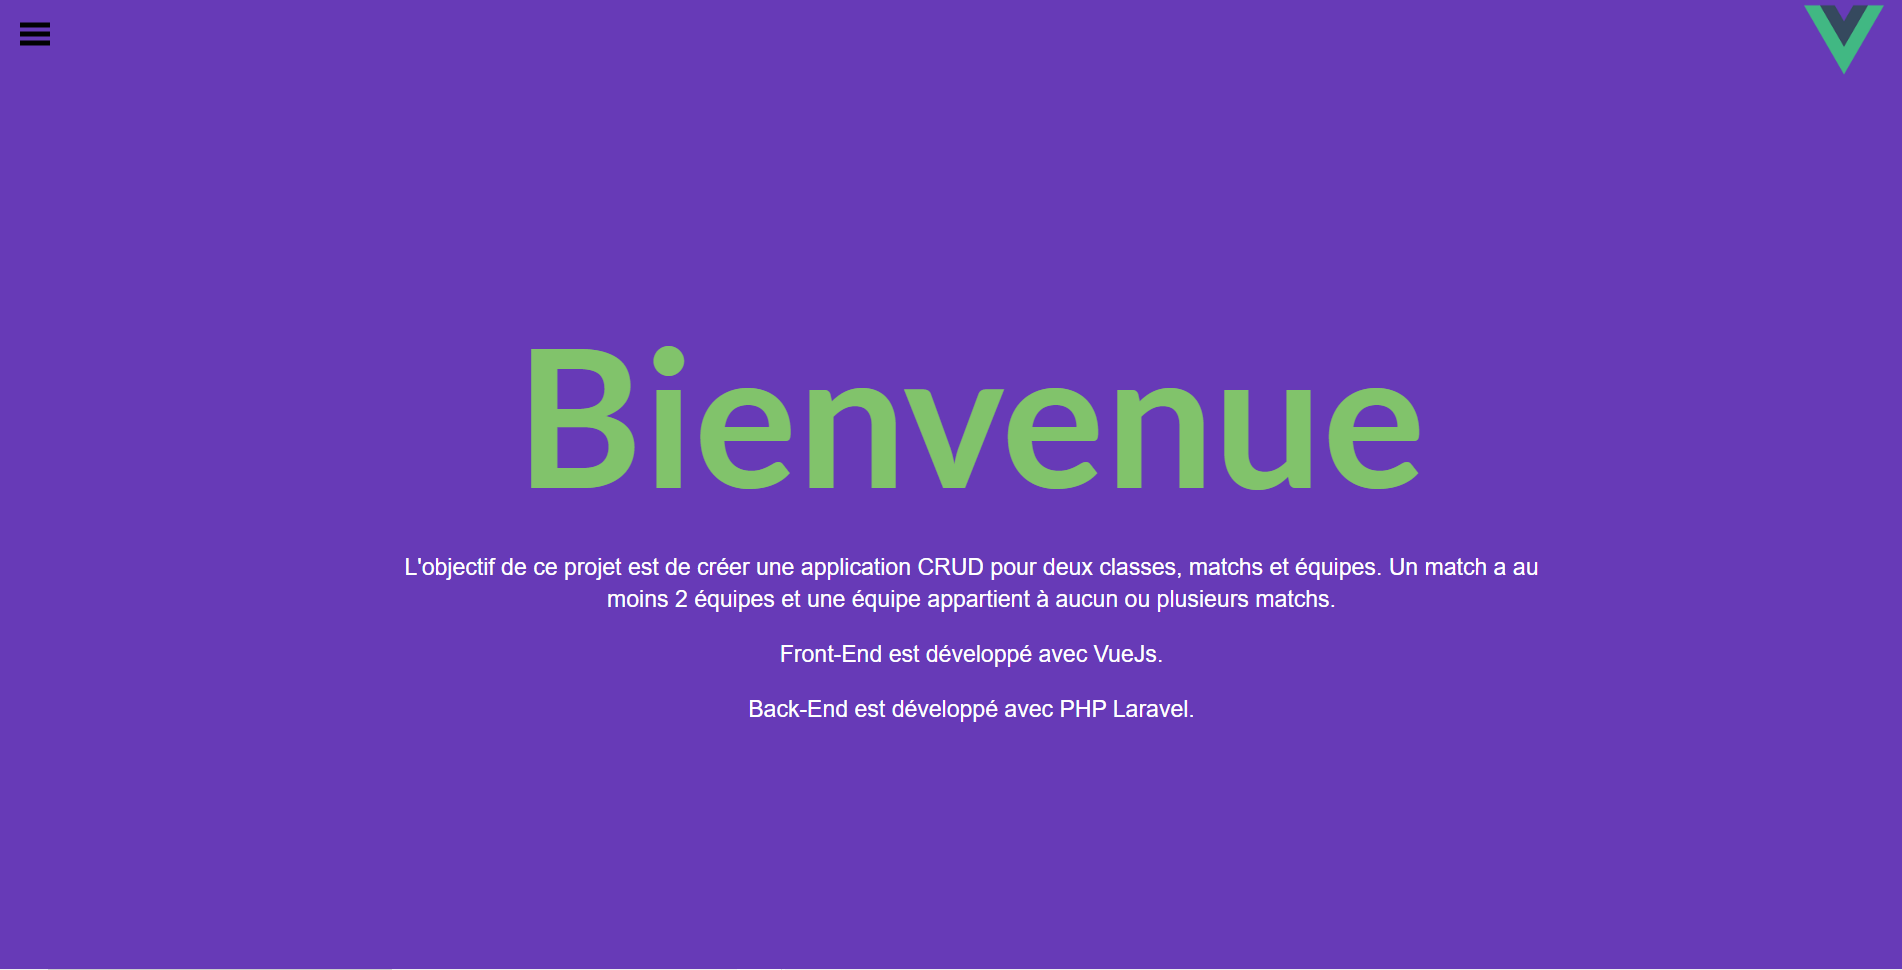 Bienvenue
L'objectif de ce projet est de créer une application CRUD pour deux classes, matchs et équipes. Un match a au
moins 2 équipes et une équipe appartient à aucun ou plusieurs matchs.
Front-End est développé avec VueJs.
Back-End est développé avec PHP Laravel.